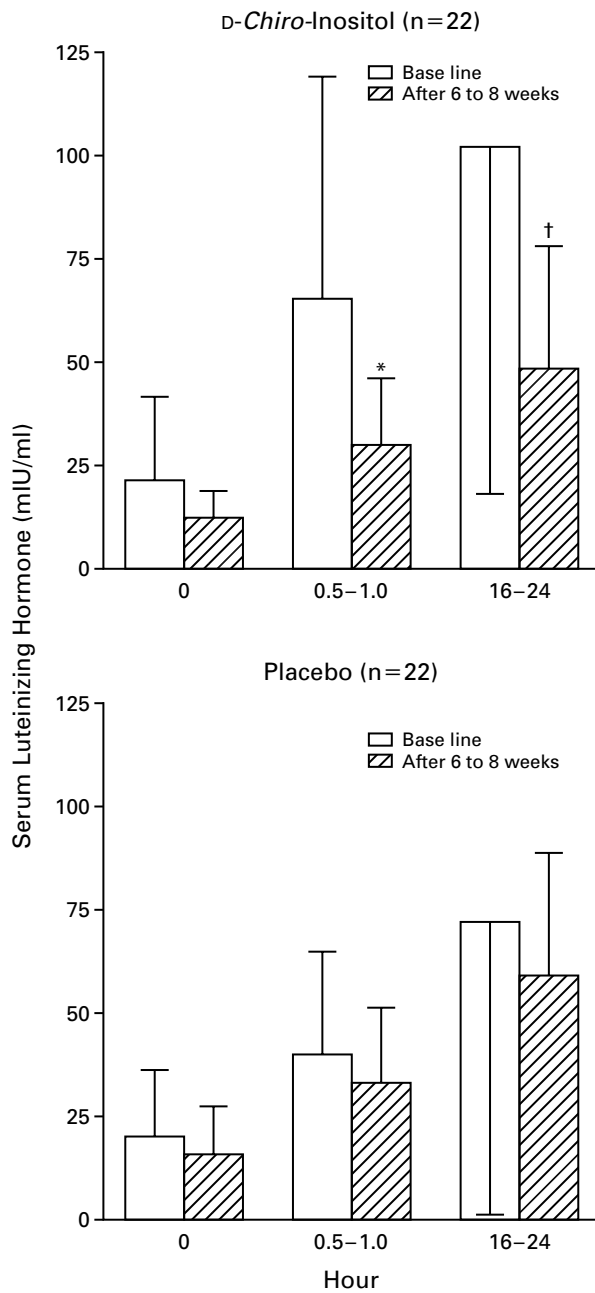 D-Chiro-Inositol (n=22)
125
100
75
50
25
0
Base line
After 6 to 8 weeks
*
†
0
0.5–1.0
16–24
Serum Luteinizing Hormone (mIU/ml)
Placebo (n=22)
125
100
75
50
25
0
Base line
After 6 to 8 weeks
0
0.5–1.0
16–24
Hour